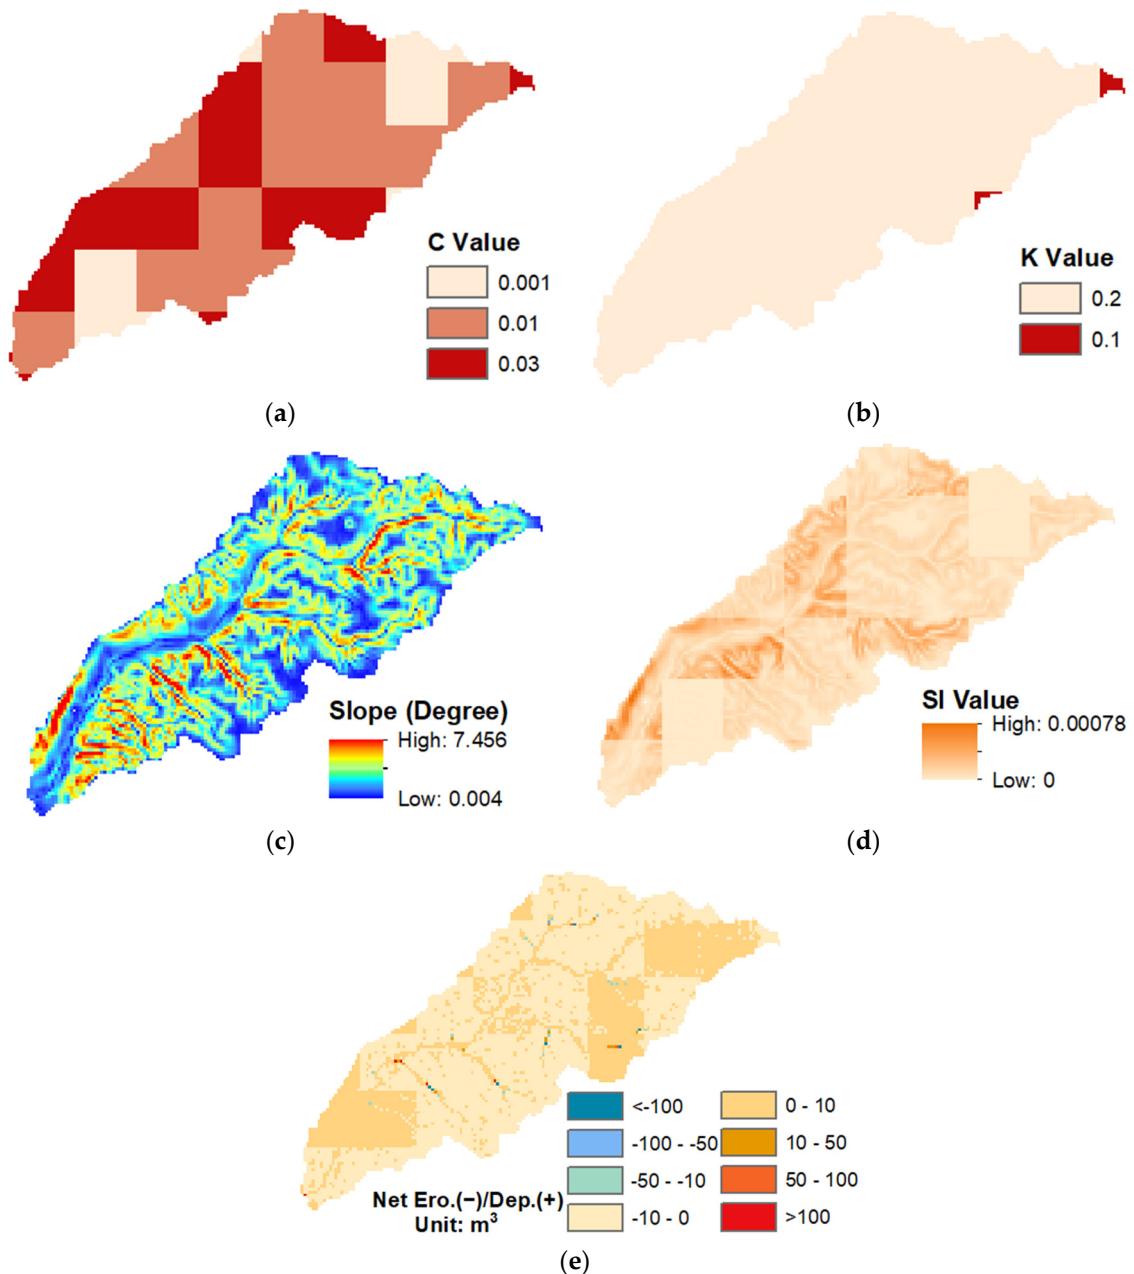 C Value
0.001
0.01
0.03
(a)
K Value
0.2
0.1
(b)
Slope (Degree)
High: 7.456
Low: 0.004
(c)
SI Value
High: 0.00078
Low: 0
(d)
<-100
-100 - -50
-50 - -10
-10 - 0
0 - 10
10 - 50
50 - 100
>100
Net Ero.(−)/Dep.(+)
Unit: m³
(e)